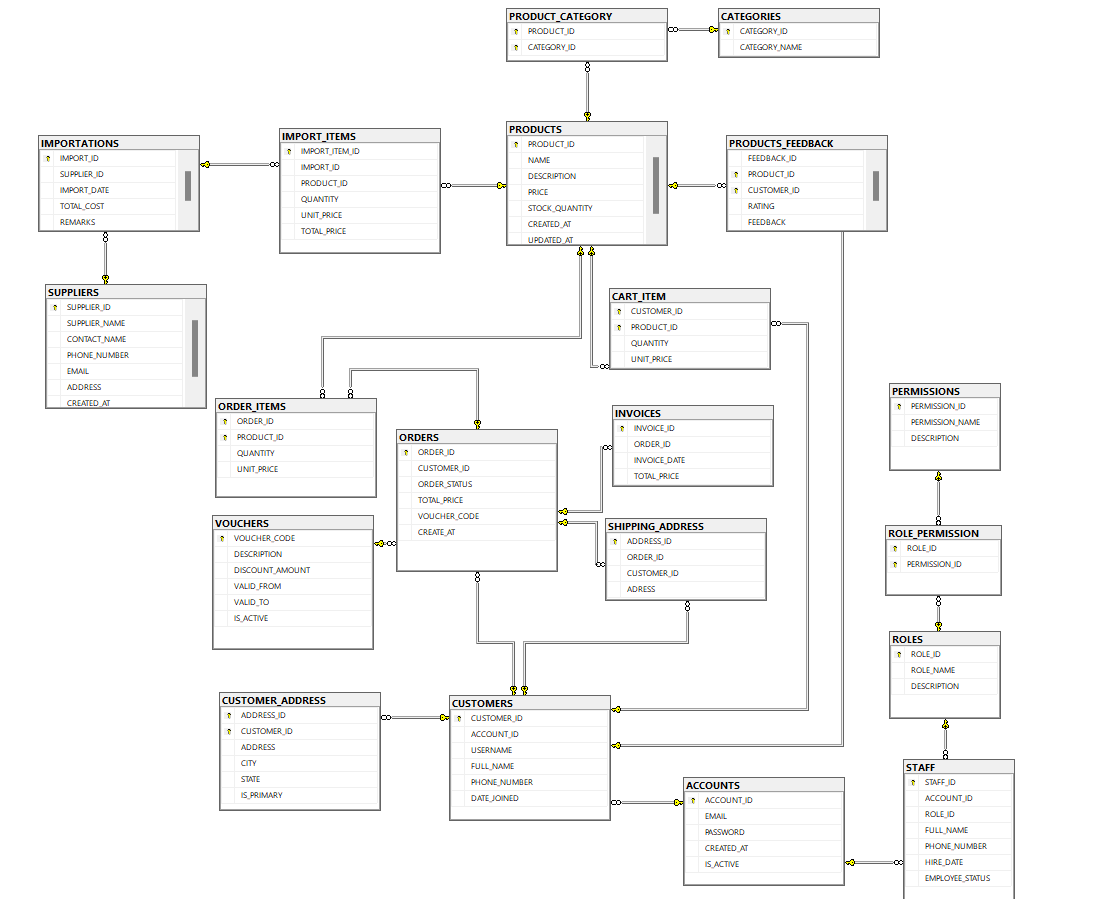 PRODUCT_CATEGORY
PRODUCT_ID
CATEGORY_ID
CATEGORIES
CATEGORY_ID
CATEGORY_NAME
IMPORTATIONS
IMPORT_ID
SUPPLIER_ID
IMPORT_DATE
TOTAL_COST
REMARKS
IMPORT_ITEMS
IMPORT_ITEM_ID
IMPORT_ID
PRODUCT_ID
QUANTITY
UNIT_PRICE
TOTAL_PRICE
PRODUCTS
PRODUCT_ID
NAME
DESCRIPTION
PRICE
STOCK_QUANTITY
CREATED_AT
UPDATED_AT
PRODUCTS_FEEDBACK
FEEDBACK_ID
PRODUCT_ID
CUSTOMER_ID
RATING
FEEDBACK
SUPPLIERS
SUPPLIER_ID
SUPPLIER_NAME
CONTACT_NAME
PHONE_NUMBER
EMAIL
ADDRESS
CREATED_AT
CART_ITEM
CUSTOMER_ID
PRODUCT_ID
QUANTITY
UNIT_PRICE
ORDER_ITEMS
ORDER_ID
PRODUCT_ID
QUANTITY
UNIT_PRICE
ORDERS
ORDER_ID
CUSTOMER_ID
ORDER_STATUS
TOTAL_PRICE
VOUCHER_CODE
CREATE_AT
INVOICES
INVOICE_ID
ORDER_ID
INVOICE_DATE
TOTAL_PRICE
PERMISSIONS
PERMISSION_ID
PERMISSION_NAME
DESCRIPTION
VOUCHERS
VOUCHER_CODE
DESCRIPTION
DISCOUNT_AMOUNT
VALID_FROM
VALID_TO
IS_ACTIVE
SHIPPING_ADDRESS
ADDRESS_ID
ORDER_ID
CUSTOMER_ID
ADRESS
ROLE_PERMISSION
ROLE_ID
PERMISSION_ID
ROLES
ROLE_ID
ROLE_NAME
DESCRIPTION
CUSTOMER_ADDRESS
ADDRESS_ID
CUSTOMER_ID
ADDRESS
CITY
STATE
IS_PRIMARY
CUSTOMERS
CUSTOMER_ID
ACCOUNT_ID
USERNAME
FULL_NAME
PHONE_NUMBER
DATE_JOINED
ACCOUNTS
ACCOUNT_ID
EMAIL
PASSWORD
CREATED_AT
IS_ACTIVE
STAFF
STAFF_ID
ACCOUNT_ID
ROLE_ID
FULL_NAME
PHONE_NUMBER
HIRE_DATE
EMPLOYEE_STATUS